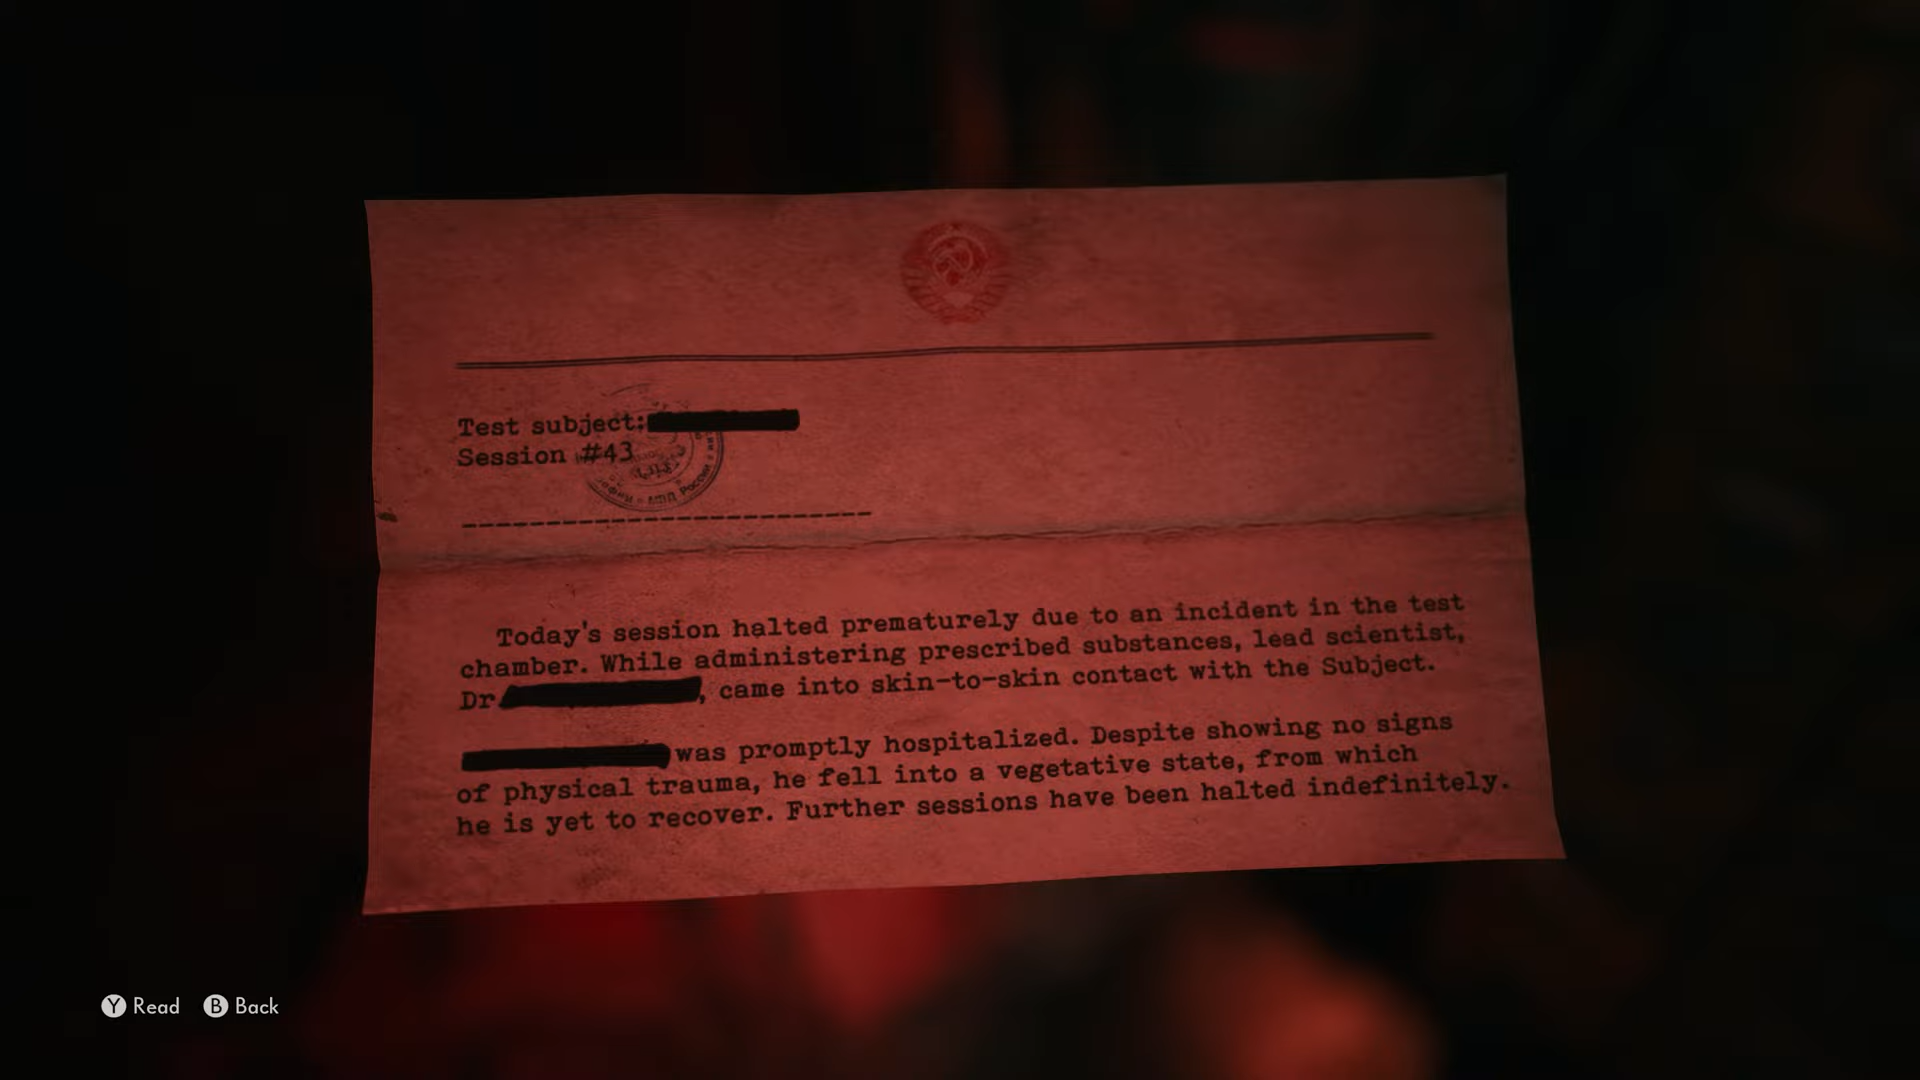 Test subject:
Session #43
МВД России
Today's session halted prematurely due to an incident in the test
chamber. While administering prescribed substances, lead scientist,
Dr , came into skin-to-skin contact with the Subject.
was promptly hospitalized. Despite showing no signs
of physical trauma, he fell into a vegetative state, from which
he is yet to recover. Further sessions have been halted indefinitely.
Y Read B Back